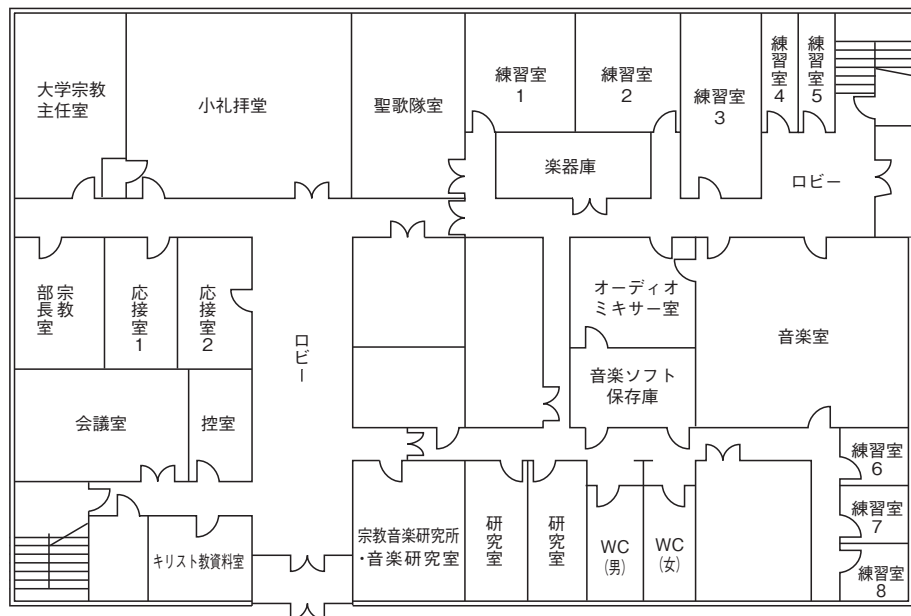 大学宗教
主任室
小礼拝堂
聖歌隊室
練習室
1
練習室
2
練習室
3
練習室4
練習室5
楽器庫
ロビー
宗教
部長室
応接室1
応接室2
ロビー
オーディオ
ミキサー室
音楽室
音楽ソフト
保存庫
会議室
控室
練習室
6
練習室
7
練習室
8
キリスト教資料室
宗教音楽研究所
・音楽研究室
研究室
研究室
WC
(男)
WC
(女)